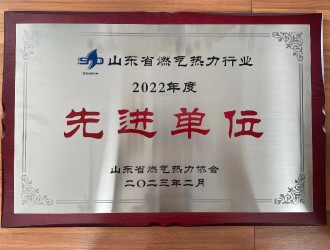 山东省燃气热力行业
2022年度
先进单位
山东省燃气热力协会
二〇二三年二月